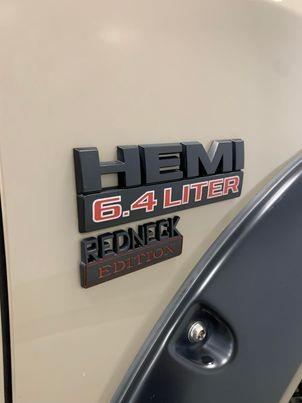 HEMI
6.4 LITER
REDNECK
EDITION